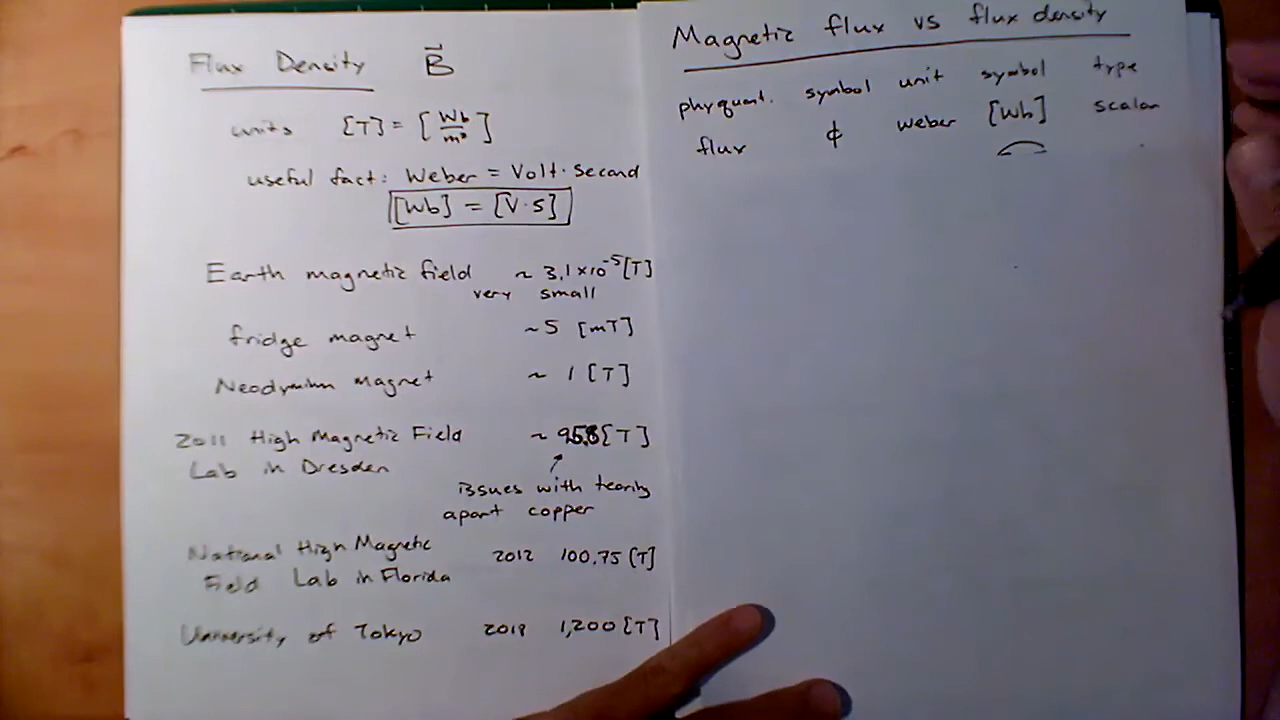 Flux Density B⃗
units [T] = [Wb/m²]
useful fact: Weber = Volt·second
[Wb] = [V·s]
Earth magnetic field ~ 3.1×10⁻⁵[T]
very small
fridge magnet ~5 [mT]
Neodymium magnet ~ 1 [T]
2011 High Magnetic Field ~ 95.8[T]
Lab in Dresden
issues with tearing
apart copper
National High Magnetic 2012 100.75 [T]
Field Lab in Florida
University of Tokyo 2018 1,200 [T]
Magnetic flux vs flux density
phy quant. symbol unit symbol type
flux ϕ weber [Wb] scalar